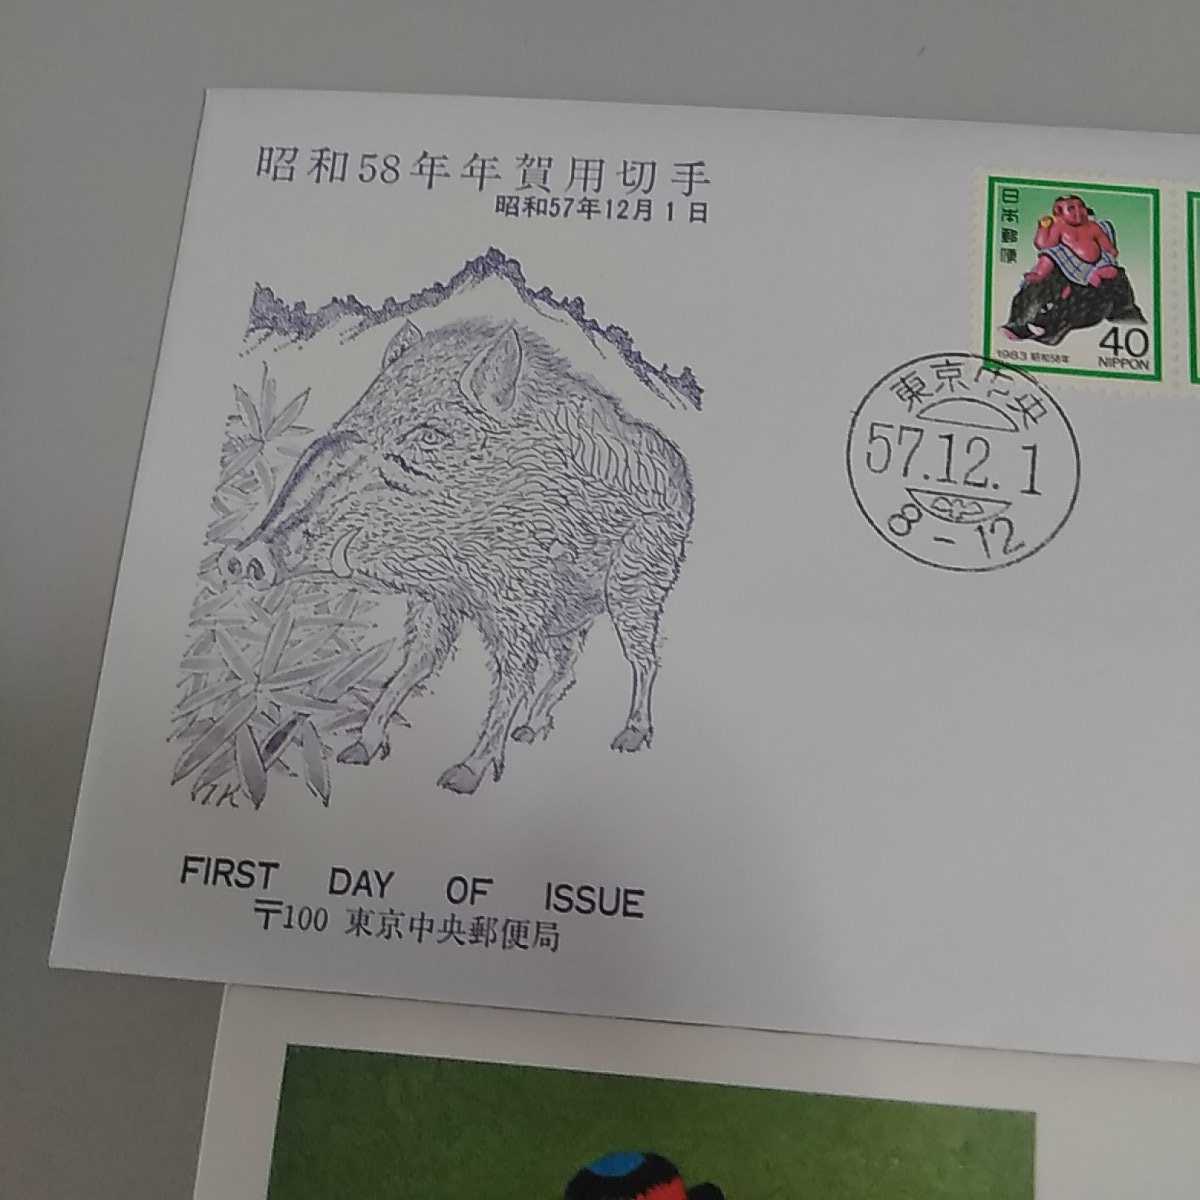 昭和58年年賀用切手
昭和57年12月1日
日本郵便
40
1983 昭和58年
NIPPON
東京中央
57.12.1
8-12
T.K
FIRST DAY OF ISSUE
〒100 東京中央郵便局